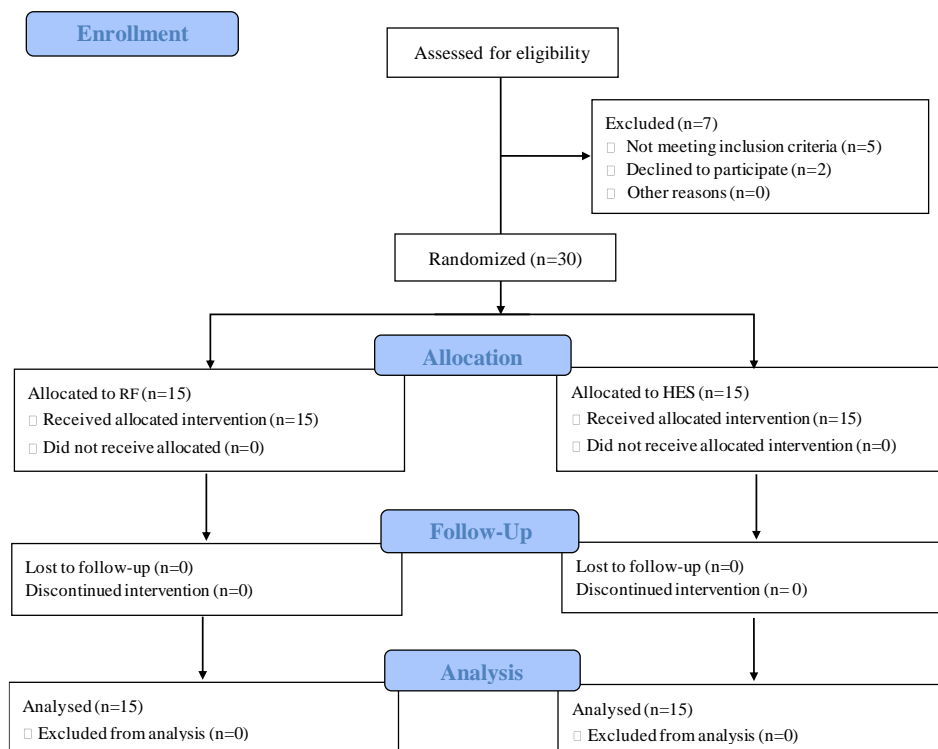 Enrollment
Assessed for eligibility
Excluded (n=7)
Not meeting inclusion criteria (n=5)
Declined to participate (n=2)
Other reasons (n=0)
Randomized (n=30)
Allocation
Allocated to RF (n=15)
Received allocated intervention (n=15)
Did not receive allocated (n=0)
Allocated to HES (n=15)
Received allocated intervention (n=15)
Did not receive allocated intervention (n=0)
Follow-Up
Lost to follow-up (n=0)
Discontinued intervention (n=0)
Lost to follow-up (n=0)
Discontinued intervention (n= 0)
Analysis
Analysed (n=15)
Excluded from analysis (n=0)
Analysed (n=15)
Excluded from analysis (n=0)